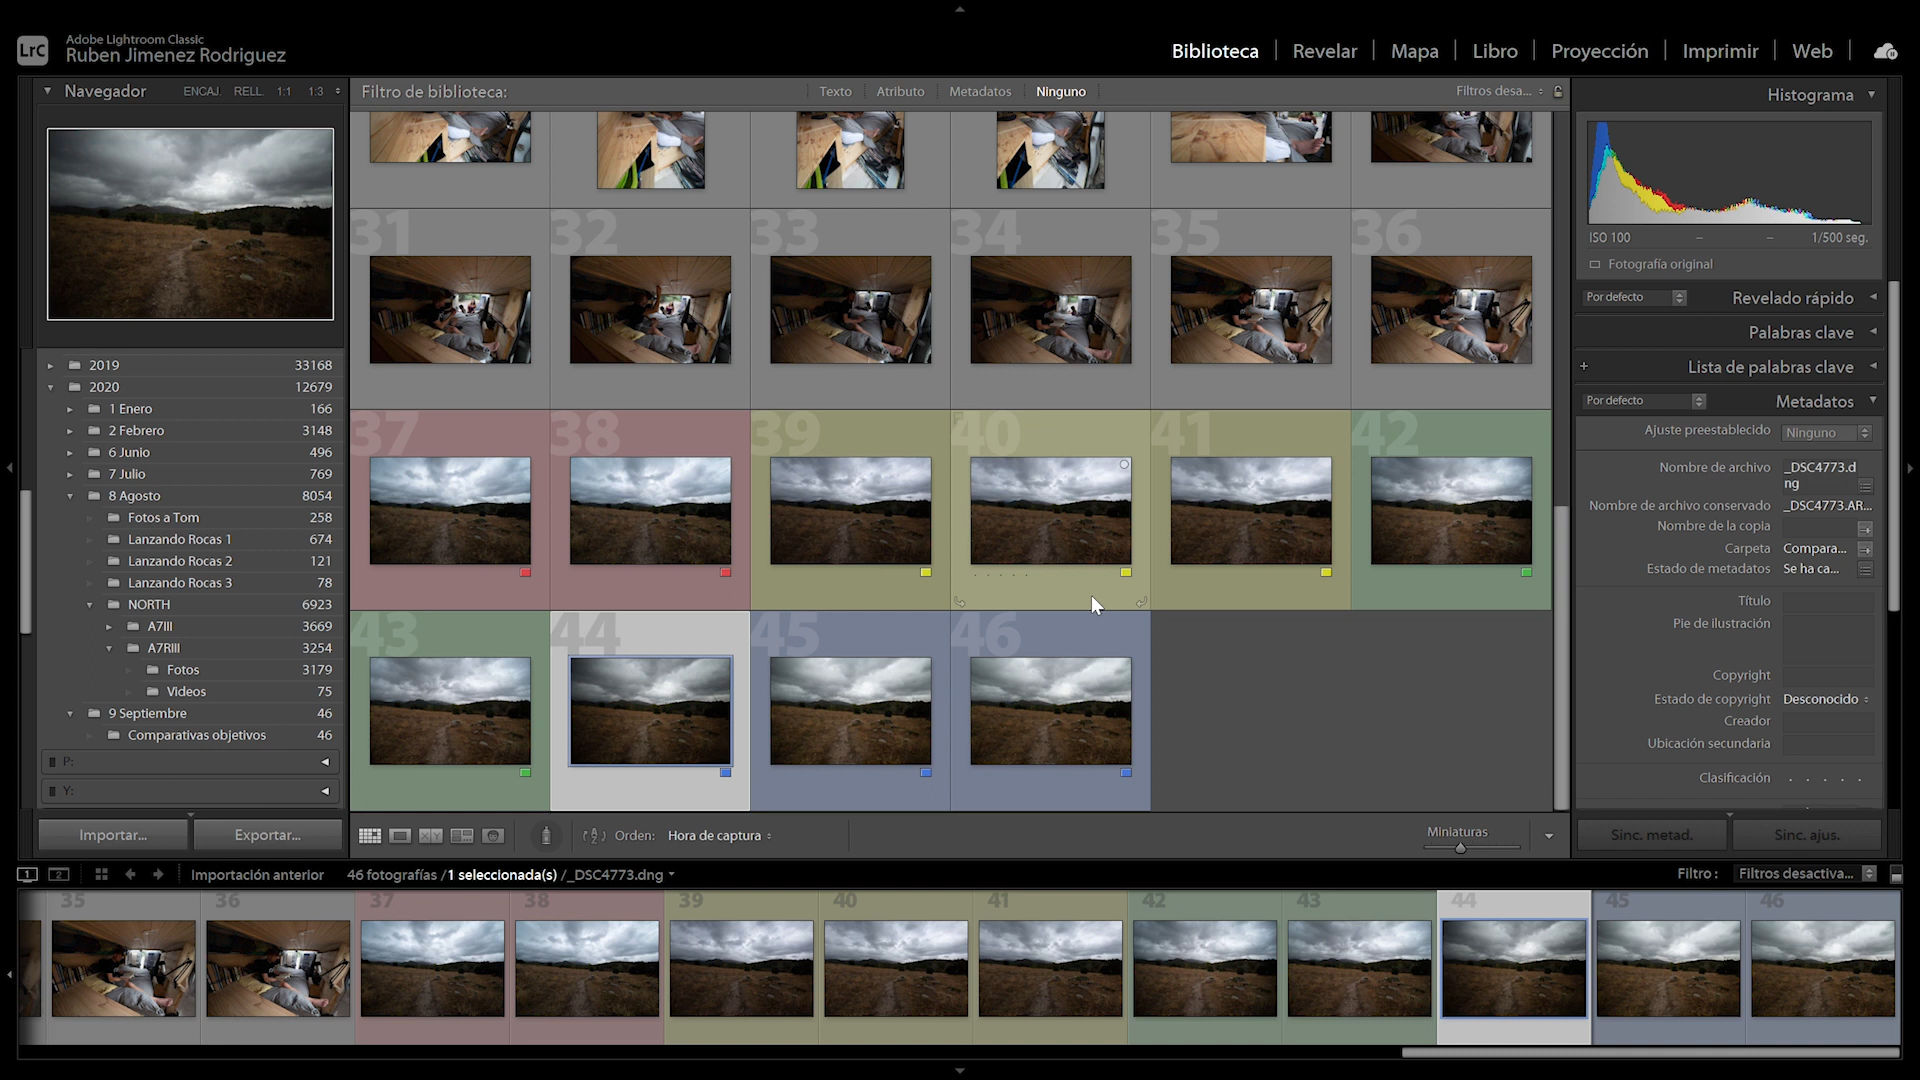 LrC
Adobe Lightroom Classic
Ruben Jimenez Rodriguez
Biblioteca
Revelar
Mapa
Libro
Proyección
Imprimir
Web
Navegador
ENCAJ.
RELL.
1:1
1:3
Filtro de biblioteca:
Texto
Atributo
Metadatos
Ninguno
Filtros desa...
Histograma
ISO 100
–
–
1/500 seg.
Fotografía original
Por defecto
Revelado rápido
Palabras clave
+
Lista de palabras clave
Por defecto
Metadatos
Ajuste preestablecido
Ninguno
Nombre de archivo
_DSC4773.d
ng
Nombre de archivo conservado
_DSC4773.AR...
Nombre de la copia
Carpeta
Compara...
Estado de metadatos
Se ha ca...
Título
Pie de ilustración
Copyright
Estado de copyright
Desconocido
Creador
Ubicación secundaria
Clasificación
Sinc. metad.
Sinc. ajus.
2019 33168
2020 12679
1 Enero 166
2 Febrero 3148
6 Junio 496
7 Julio 769
8 Agosto 8054
Fotos a Tom 258
Lanzando Rocas 1 674
Lanzando Rocas 2 121
Lanzando Rocas 3 78
NORTH 6923
A7III 3669
A7RIII 3254
Fotos 3179
Videos 75
9 Septiembre 46
Comparativas objetivos 46
P:
Y:
Importar...
Exportar...
31 32 33 34 35 36
37 38 39 40 41 42
43 44 45 46
XY
Orden:
Hora de captura
Miniaturas
1
2
Importación anterior
46 fotografías /1 seleccionada(s) /_DSC4773.dng
Filtro :
Filtros desactiva...
35 36 37 38 39 40 41 42 43 44 45 46